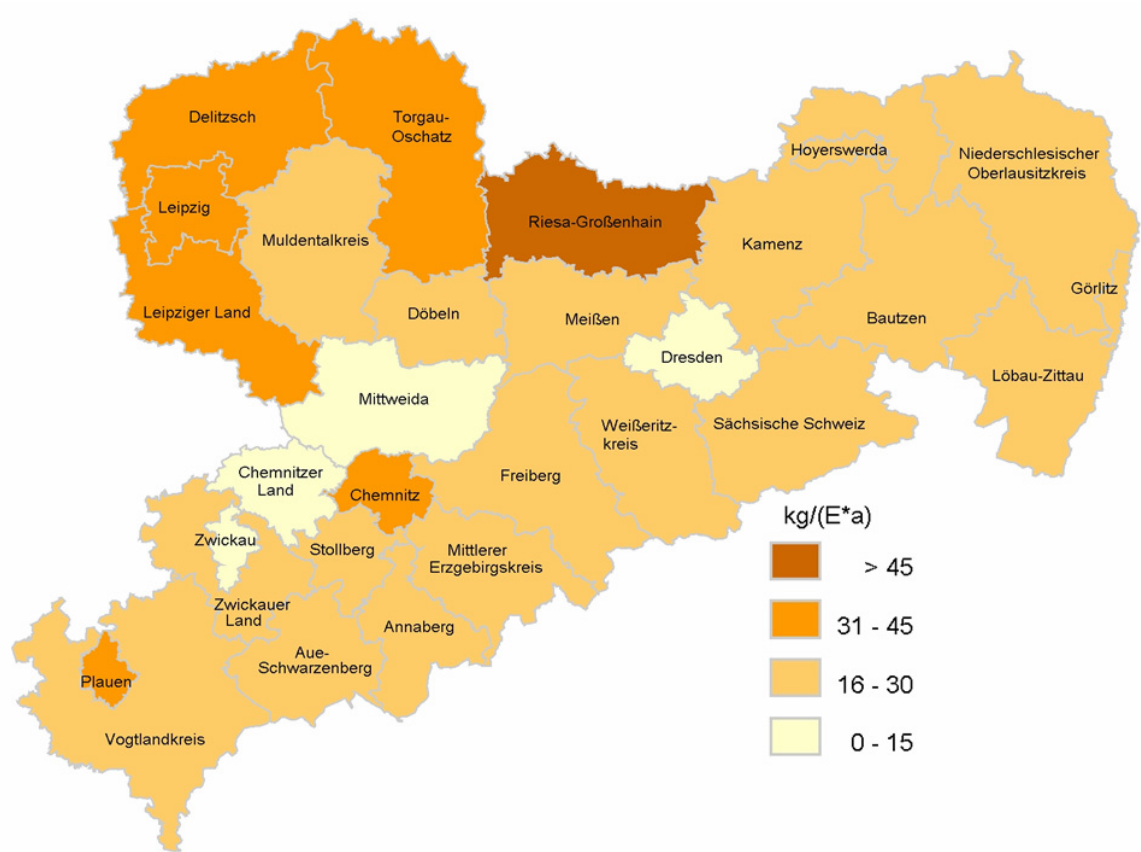 Delitzsch
Torgau-
Oschatz
Hoyerswerda
Niederschlesischer
Oberlausitzkreis
Leipzig
Riesa-Großenhain
Muldentalkreis
Kamenz
Görlitz
Leipziger Land
Döbeln
Meißen
Bautzen
Dresden
Löbau-Zittau
Mittweida
Weißeritz-
kreis
Sächsische Schweiz
Chemnitzer
Land
Chemnitz
Freiberg
Zwickau
Stollberg
Mittlerer
Erzgebirgskreis
Zwickauer
Land
Annaberg
Aue-
Schwarzenberg
Plauen
Vogtlandkreis
kg/(E*a)
> 45
31 - 45
16 - 30
0 - 15